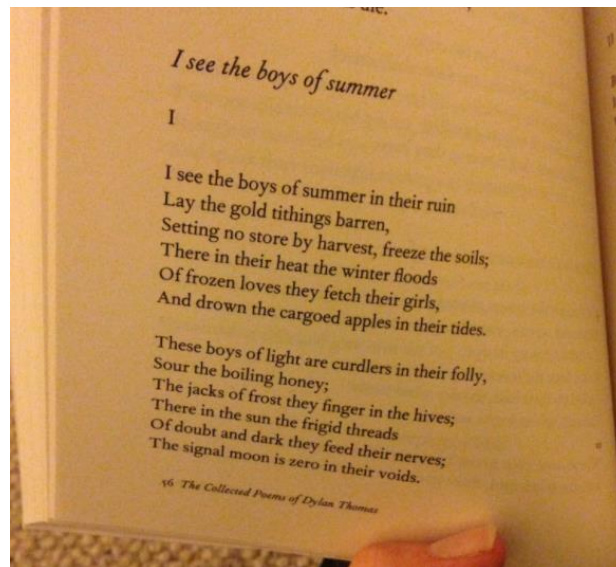 die.
I see the boys of summer
I
I see the boys of summer in their ruin
Lay the gold tithings barren,
Setting no store by harvest, freeze the soils;
There in their heat the winter floods
Of frozen loves they fetch their girls,
And drown the cargoed apples in their tides.
These boys of light are curdlers in their folly,
Sour the boiling honey;
The jacks of frost they finger in the hives;
There in the sun the frigid threads
Of doubt and dark they feed their nerves;
The signal moon is zero in their voids.
56 The Collected Poems of Dylan Thomas